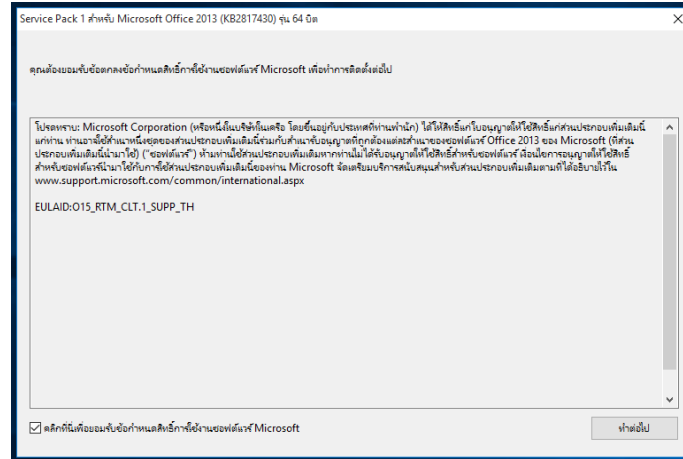 Service Pack 1 สำหรับ Microsoft Office 2013 (KB2817430) รุ่น 64 บิต
คุณต้องยอมรับข้อตกลงข้อกำหนดสิทธิ์การใช้งานซอฟต์แวร์ Microsoft เพื่อทำการติดตั้งต่อไป
โปรดทราบ: Microsoft Corporation (หรือหนึ่งในบริษัทในเครือ โดยขึ้นอยู่กับประเทศที่ท่านพำนัก) ได้ให้สิทธิ์แก่ใบอนุญาตให้ใช้สิทธิ์แก่ส่วนประกอบเพิ่มเติมนี้
แก่ท่าน ท่านอาจใช้สำเนาหนึ่งชุดของส่วนประกอบเพิ่มเติมนี้ร่วมกับสำเนารับอนุญาตที่ถูกต้องแต่ละสำเนาของซอฟต์แวร์ Office 2013 ของ Microsoft (ที่ส่วน
ประกอบเพิ่มเติมนี้นำมาใช้) ("ซอฟต์แวร์") ห้ามท่านใช้ส่วนประกอบเพิ่มเติมหากท่านไม่ได้รับอนุญาตให้ใช้สิทธิ์สำหรับซอฟต์แวร์ เงื่อนไขการอนุญาตให้ใช้สิทธิ์
สำหรับซอฟต์แวร์นำมาใช้กับการใช้ส่วนประกอบเพิ่มเติมนี้ของท่าน Microsoft จัดเตรียมบริการสนับสนุนสำหรับส่วนประกอบเพิ่มเติมตามที่ได้อธิบายไว้ใน
www.support.microsoft.com/common/international.aspx
EULAID:O15_RTM_CLT.1_SUPP_TH
คลิกที่นี่เพื่อยอมรับข้อกำหนดสิทธิ์การใช้งานซอฟต์แวร์ Microsoft
ทำต่อไป